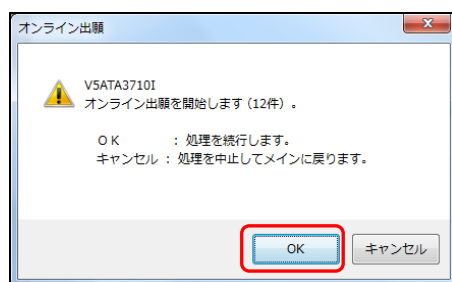 オンライン出願
V5ATA3710I
オンライン出願を開始します(12件)。
OK : 処理を続行します。
キャンセル : 処理を中止してメインに戻ります。
OK キャンセル